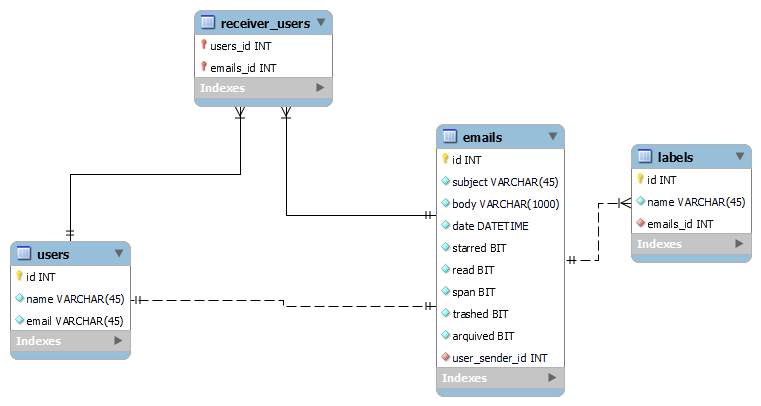 receiver_users
users_id INT
emails_id INT
Indexes
emails
id INT
subject VARCHAR(45)
body VARCHAR(1000)
date DATETIME
starred BIT
read BIT
span BIT
trashed BIT
arquived BIT
user_sender_id INT
Indexes
labels
id INT
name VARCHAR(45)
emails_id INT
Indexes
users
id INT
name VARCHAR(45)
email VARCHAR(45)
Indexes